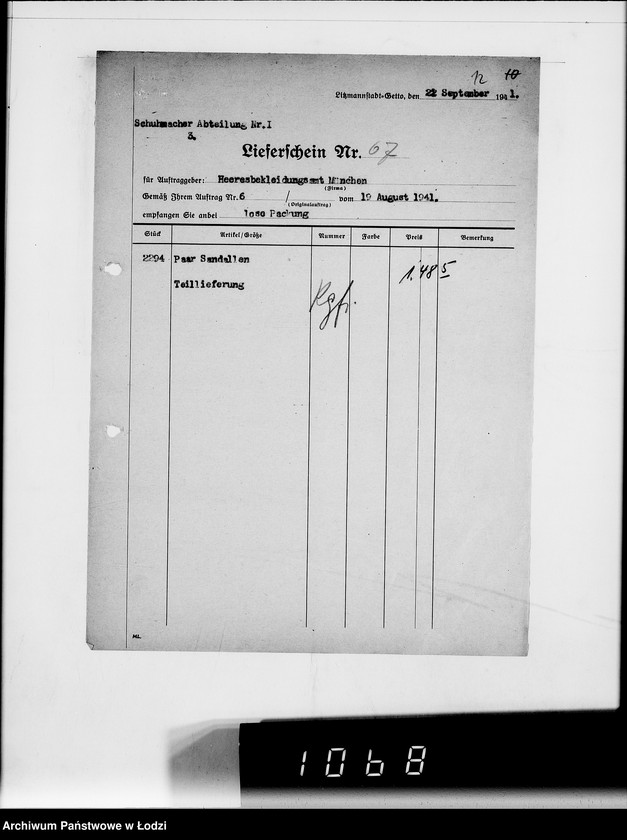 12 10
Litzmannstadt-Getto, den 22 September 1941.
Schuhmacher Abteilung Nr.I
3.
Lieferschein Nr. 67
für Auftraggeber: Heeresbekleidungsamt München
(Firma)
Gemäß Ihrem Auftrag Nr. 6 / vom 19 August 1941.
(Originalauftrag)
empfangen Sie anbei lose Packung
Stück Artikel/Größe Nummer Farbe Preis Bemerkung
2294 Paar Sandallen 1.48 5
Teillieferung
ML.
1068
Archiwum Państwowe w Łodzi